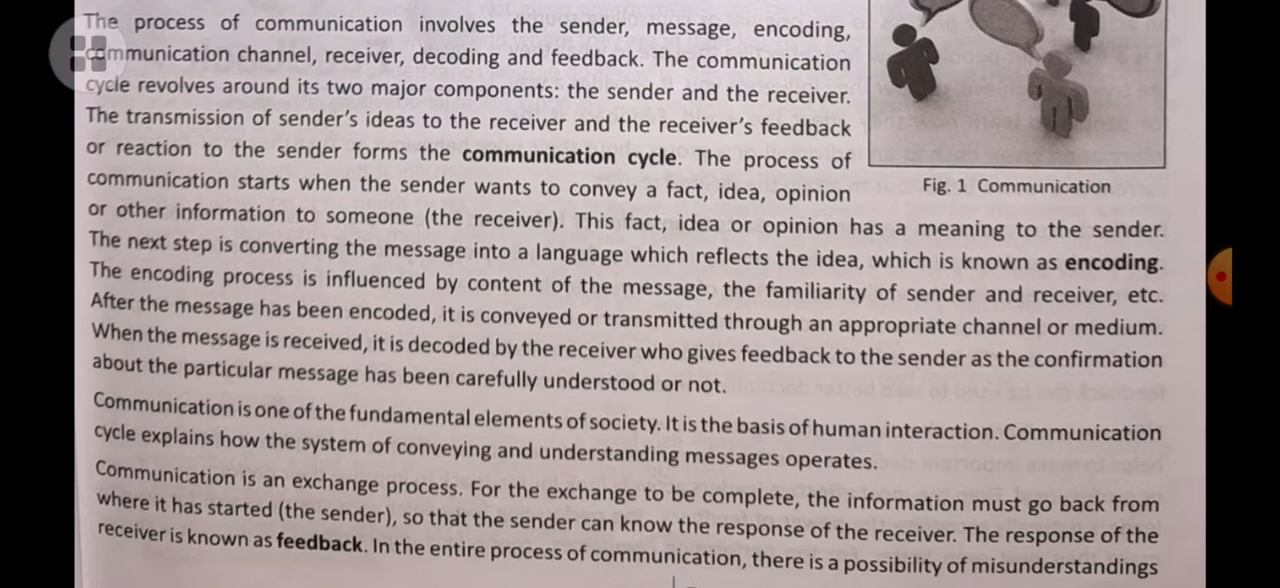 The process of communication involves the sender, message, encoding,
communication channel, receiver, decoding and feedback. The communication
cycle revolves around its two major components: the sender and the receiver.
The transmission of sender's ideas to the receiver and the receiver's feedback
or reaction to the sender forms the communication cycle. The process of
communication starts when the sender wants to convey a fact, idea, opinion
Fig. 1 Communication
or other information to someone (the receiver). This fact, idea or opinion has a meaning to the sender.
The next step is converting the message into a language which reflects the idea, which is known as encoding.
The encoding process is influenced by content of the message, the familiarity of sender and receiver, etc.
After the message has been encoded, it is conveyed or transmitted through an appropriate channel or medium.
When the message is received, it is decoded by the receiver who gives feedback to the sender as the confirmation
about the particular message has been carefully understood or not.
Communication is one of the fundamental elements of society. It is the basis of human interaction. Communication
cycle explains how the system of conveying and understanding messages operates.
Communication is an exchange process. For the exchange to be complete, the information must go back from
where it has started (the sender), so that the sender can know the response of the receiver. The response of the
receiver is known as feedback. In the entire process of communication, there is a possibility of misunderstandings